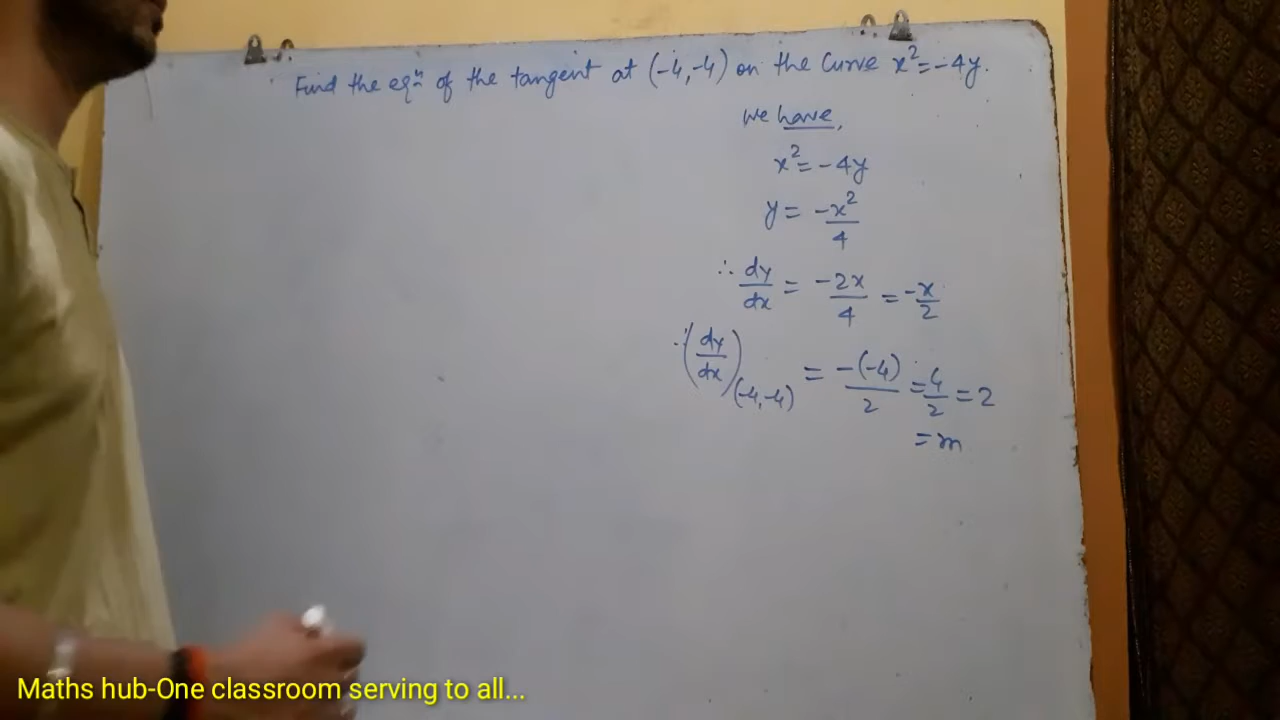 Find the eqⁿ of the tangent at (-4,-4) on the Curve x²=-4y.
We have,
x²=-4y
y = -x²/4
∴ dy/dx = -2x/4 = -x/2
∴ (dy/dx)(-4,-4) = -(-4)/2 = 4/2 = 2
= m
Maths hub-One classroom serving to all...